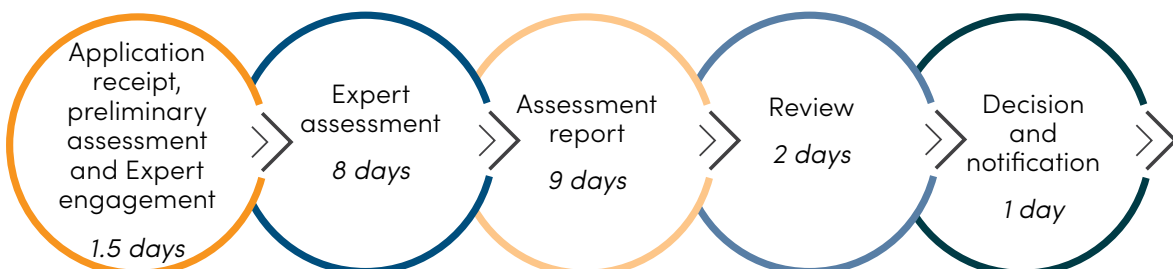 Application
receipt,
preliminary
assessment
and Expert
engagement
1.5 days
Expert
assessment
8 days
Assessment
report
9 days
Review
2 days
Decision
and
notification
1 day